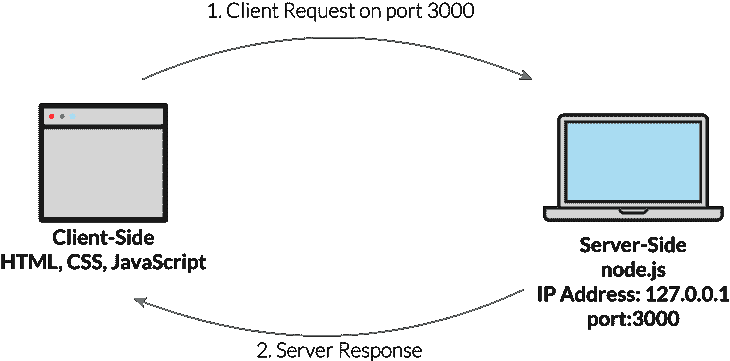 1. Client Request on port 3000
Client-Side
HTML, CSS, JavaScript
Server-Side
node.js
IP Address: 127.0.0.1
port:3000
2. Server Response